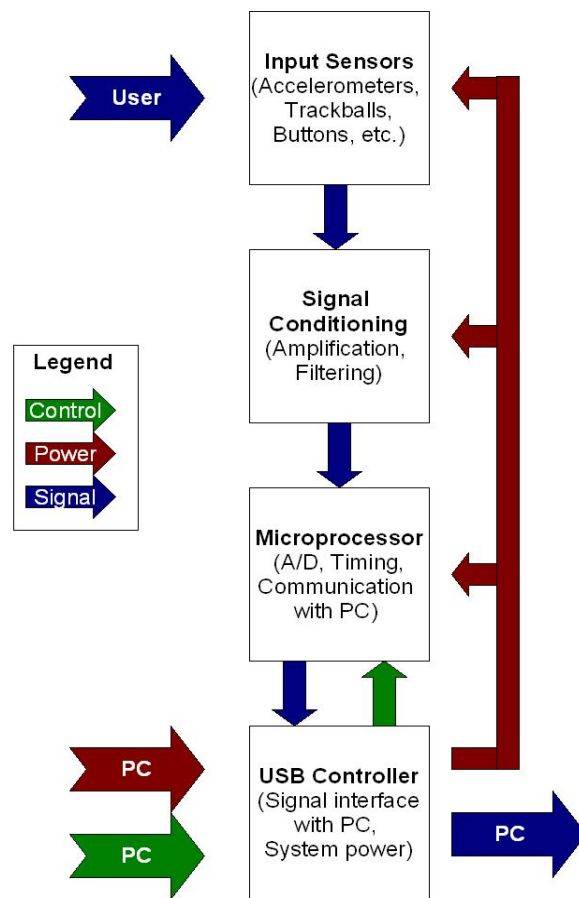 Input Sensors
(Accelerometers,
Trackballs,
Buttons, etc.)
User
Signal
Conditioning
(Amplification,
Filtering)
Legend
Control
Power
Signal
Microprocessor
(A/D, Timing,
Communication
with PC)
PC
USB Controller
(Signal interface
with PC,
System power)
PC
PC